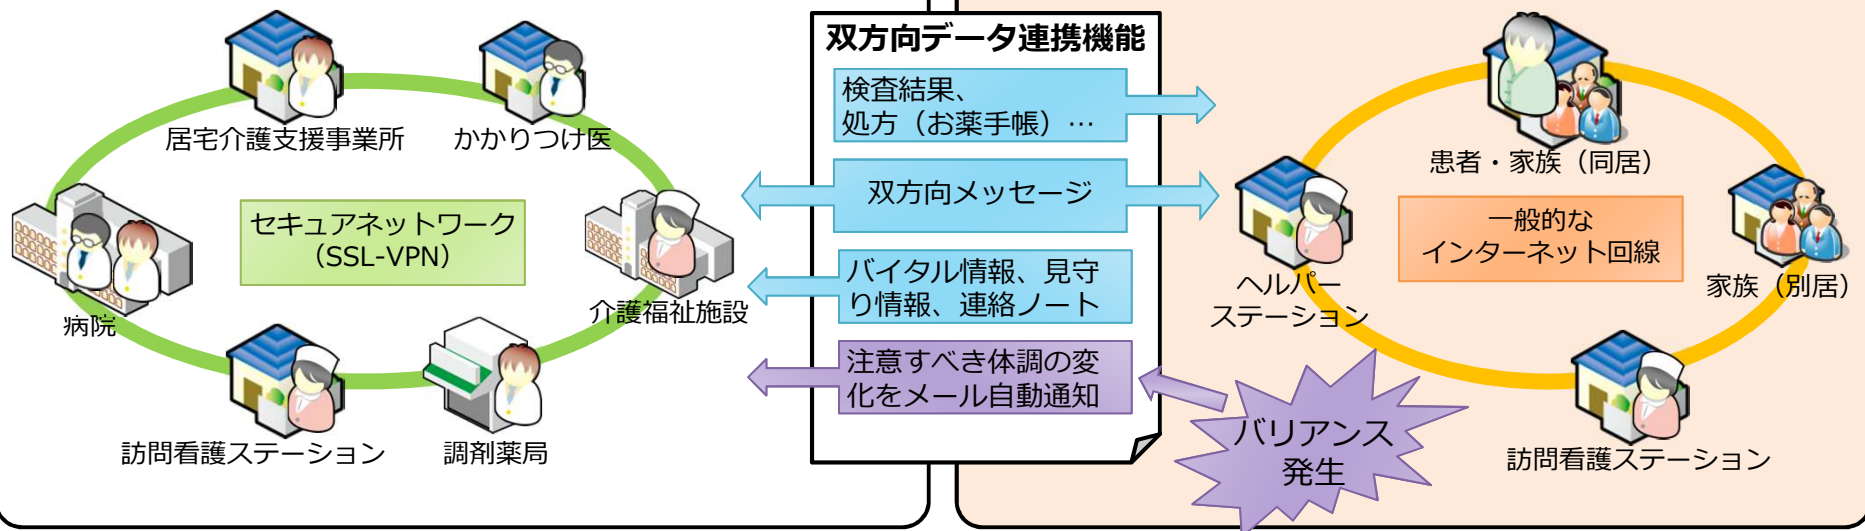 居宅介護支援事業所
かかりつけ医
セキュアネットワーク
（SSL-VPN）
病院
介護福祉施設
訪問看護ステーション
調剤薬局
双方向データ連携機能
検査結果、
処方（お薬手帳）…
双方向メッセージ
バイタル情報、見守
り情報、連絡ノート
注意すべき体調の変
化をメール自動通知
バリアンス
発生
患者・家族（同居）
一般的な
インターネット回線
ヘルパー
ステーション
家族（別居）
訪問看護ステーション